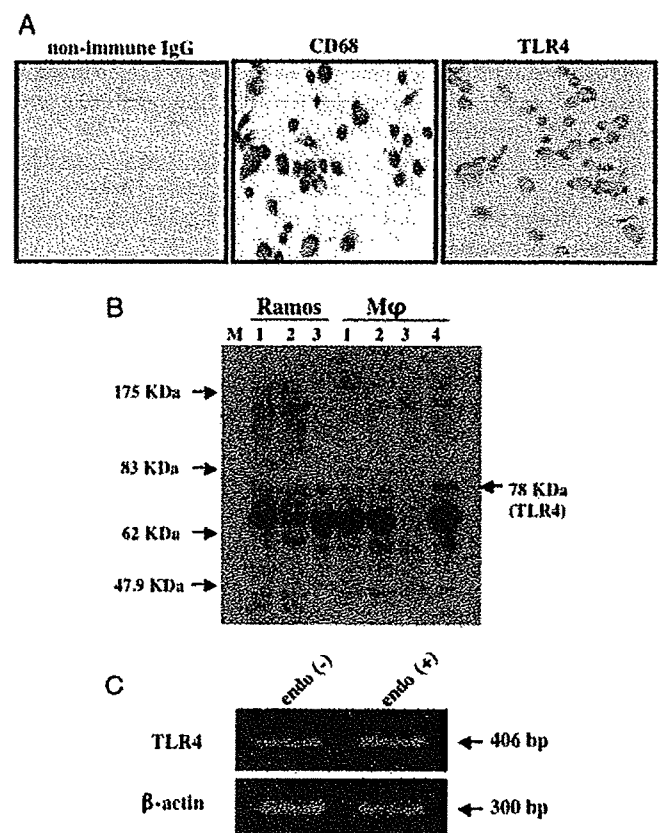 A
non-immune IgG CD68 TLR4
B
Ramos Mφ
M 1 2 3 1 2 3 4
175 KDa
83 KDa
78 KDa
(TLR4)
62 KDa
47.9 KDa
C
endo (-) endo (+)
TLR4 406 bp
β-actin 300 bp